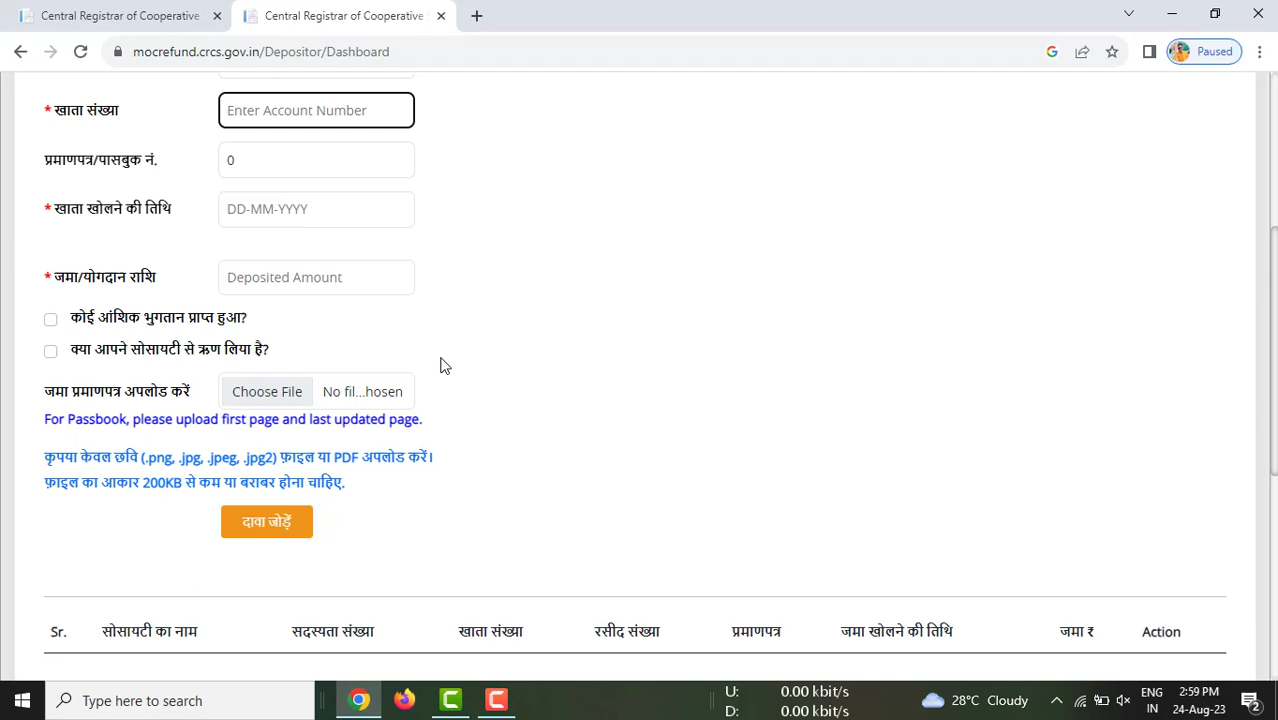 Central Registrar of Cooperative
Central Registrar of Cooperative
mocrefund.crcs.gov.in/Depositor/Dashboard
Paused
* खाता संख्या
Enter Account Number
प्रमाणपत्र/पासबुक नं.
0
* खाता खोलने की तिथि
DD-MM-YYYY
* जमा/योगदान राशि
Deposited Amount
कोई आंशिक भुगतान प्राप्त हुआ?
क्या आपने सोसायटी से ऋण लिया है?
जमा प्रमाणपत्र अपलोड करें
Choose File No fil...hosen
For Passbook, please upload first page and last updated page.
कृपया केवल छवि (.png, .jpg, .jpeg, .jpg2) फ़ाइल या PDF अपलोड करें।
फ़ाइल का आकार 200KB से कम या बराबर होना चाहिए.
दावा जोड़ें
Sr. सोसायटी का नाम सदस्यता संख्या खाता संख्या रसीद संख्या प्रमाणपत्र जमा खोलने की तिथि जमा ₹ Action
Type here to search
U: 0.00 kbit/s
D: 0.00 kbit/s
28°C Cloudy
ENG
IN
2:59 PM
24-Aug-23
2